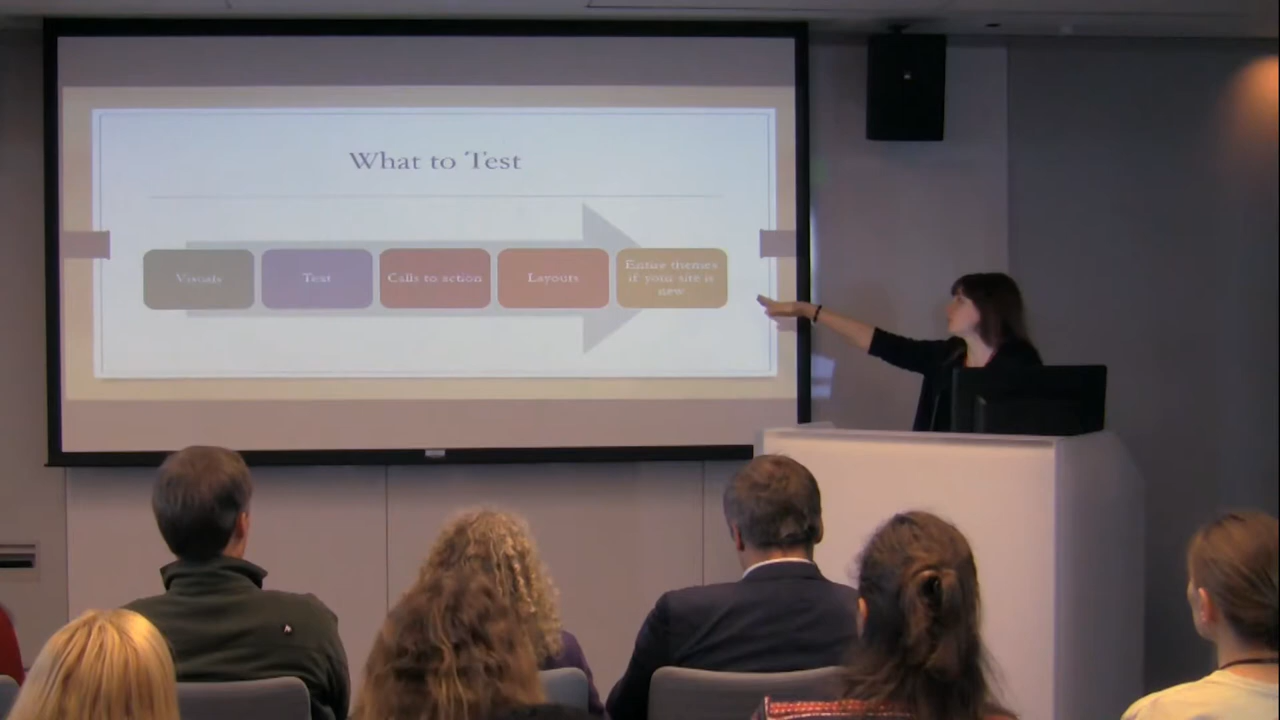 What to Test
Visuals
Text
Calls to action
Layouts
Entire themes
if your site is
new